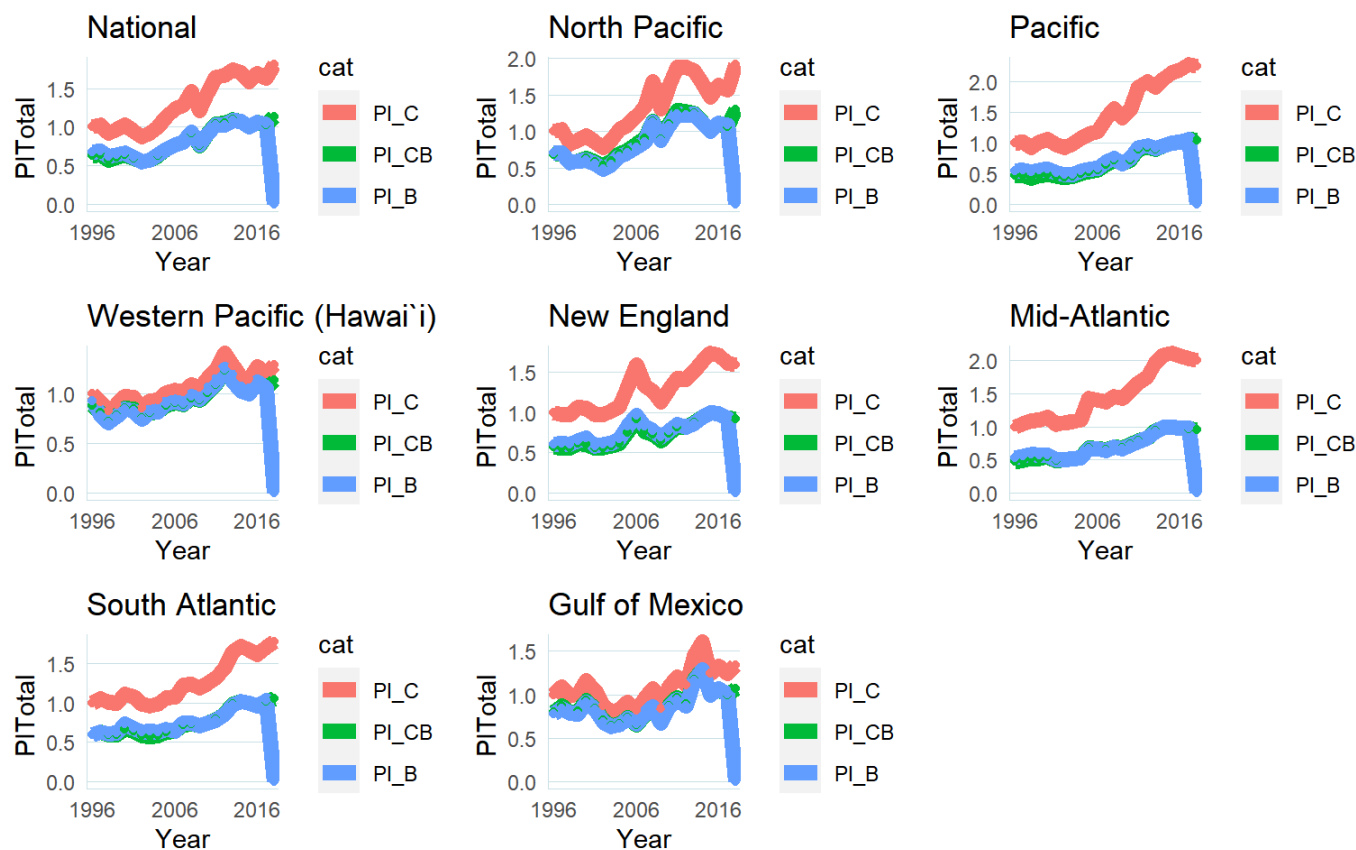 National
PITotal
1.5
1.0
0.5
0.0
1996 2006 2016
Year
cat
PI_C
PI_CB
PI_B
North Pacific
PITotal
2.0
1.5
1.0
0.5
0.0
1996 2006 2016
Year
cat
PI_C
PI_CB
PI_B
Pacific
PITotal
2.0
1.5
1.0
0.5
0.0
1996 2006 2016
Year
cat
PI_C
PI_CB
PI_B
Western Pacific (Hawai`i)
PITotal
1.0
0.5
0.0
1996 2006 2016
Year
cat
PI_C
PI_CB
PI_B
New England
PITotal
1.5
1.0
0.5
0.0
1996 2006 2016
Year
cat
PI_C
PI_CB
PI_B
Mid-Atlantic
PITotal
2.0
1.5
1.0
0.5
0.0
1996 2006 2016
Year
cat
PI_C
PI_CB
PI_B
South Atlantic
PITotal
1.5
1.0
0.5
0.0
1996 2006 2016
Year
cat
PI_C
PI_CB
PI_B
Gulf of Mexico
PITotal
1.5
1.0
0.5
0.0
1996 2006 2016
Year
cat
PI_C
PI_CB
PI_B